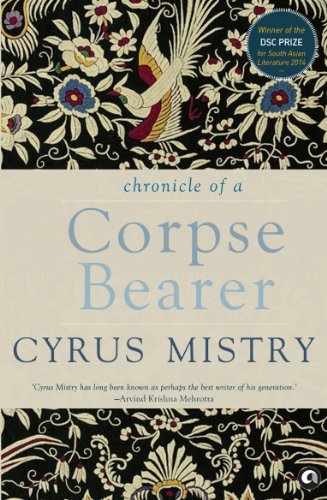 Winner of the
DSC PRIZE
for South Asian
Literature 2014
chronicle of a
Corpse
Bearer
CYRUS MISTRY
'Cyrus Mistry has long been known as perhaps the best writer of his generation.'
—Arvind Krishna Mehrotra